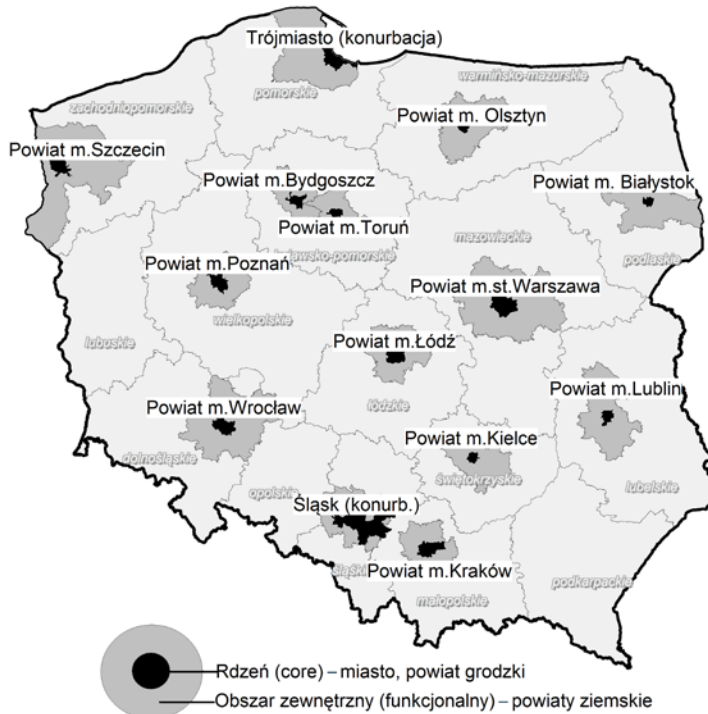 Trójmiasto (konurbacja)
warmińsko-mazurskie
pomorskie
zachodniopomorskie
Powiat m. Olsztyn
Powiat m.Szczecin
Powiat m.Bydgoszcz
Powiat m. Białystok
Powiat m.Toruń
mazowieckie
kujawsko-pomorskie
podlaskie
Powiat m.Poznań
Powiat m.st.Warszawa
wielkopolskie
lubuskie
Powiat m.Łódź
Powiat m.Lublin
Powiat m.Wrocław
łódzkie
Powiat m.Kielce
dolnośląskie
świętokrzyskie
opolskie
lubelskie
Śląsk (konurb.)
śląskie
Powiat m.Kraków
podkarpackie
małopolskie
Rdzeń (core) – miasto, powiat grodzki
Obszar zewnętrzny (funkcjonalny) – powiaty ziemskie